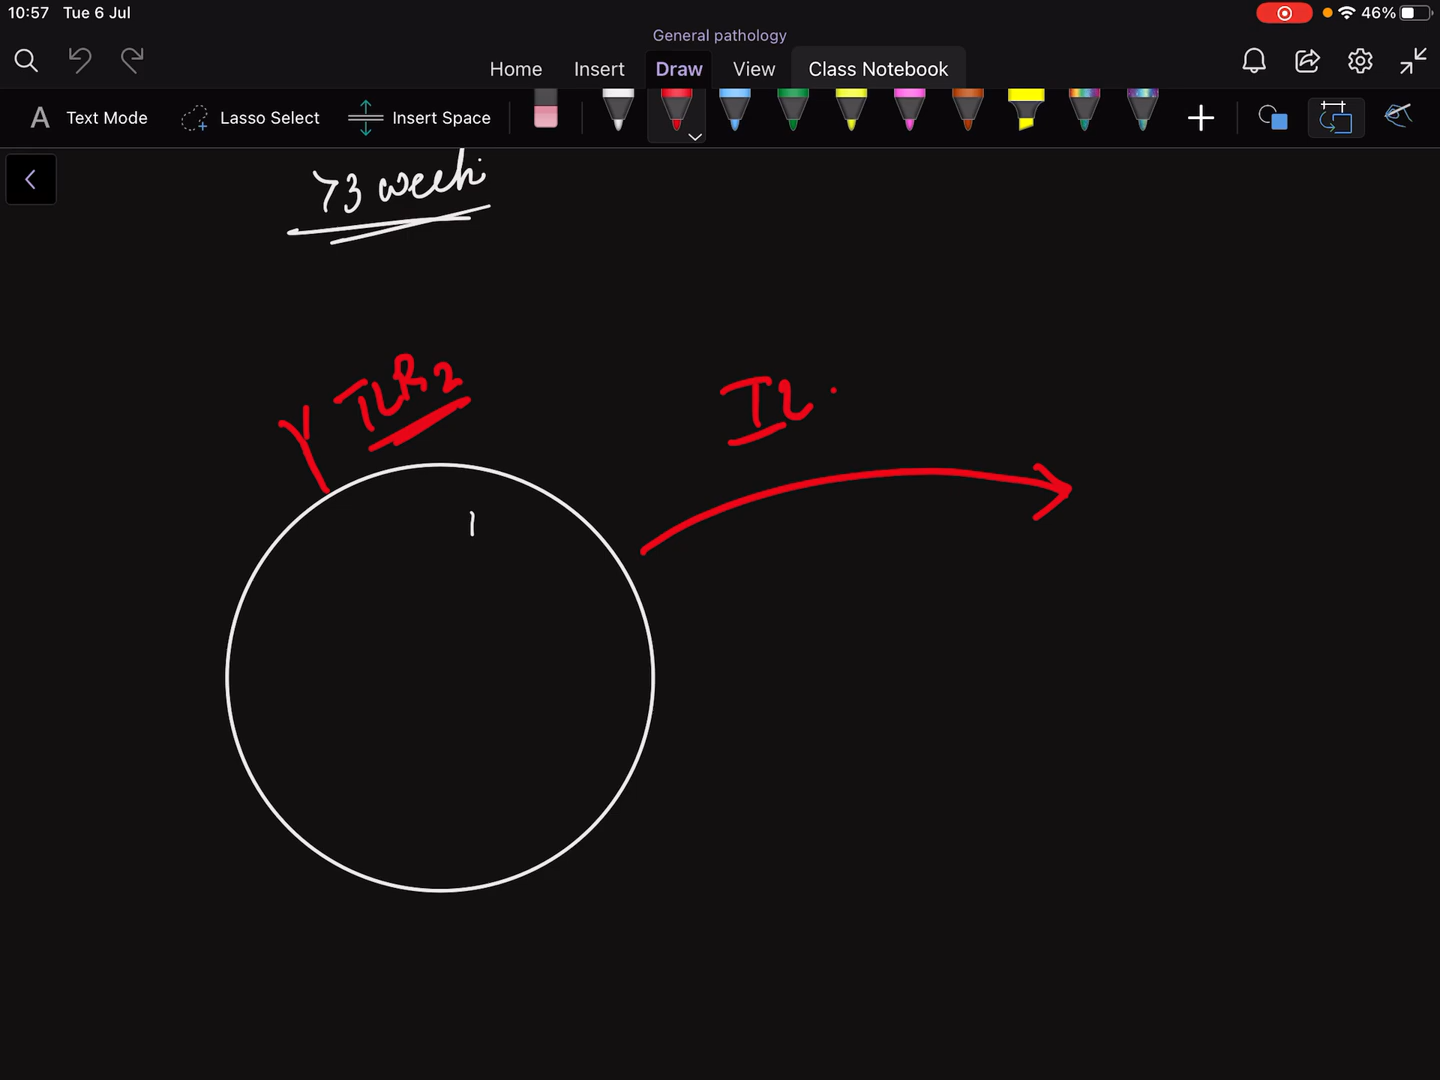 10:57 Tue 6 Jul 46%
General pathology
Home Insert Draw View Class Notebook
A Text Mode Lasso Select Insert Space
>3 week
TLR2
IL